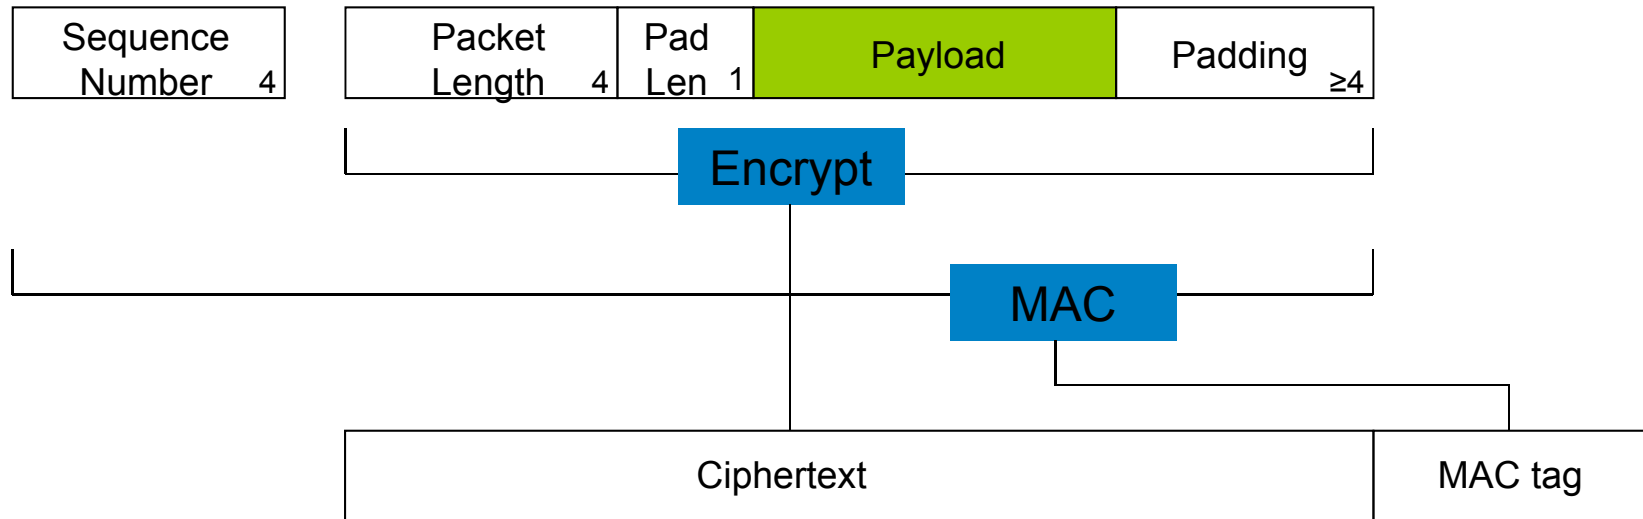 Sequence
Number 4
Packet
Length 4
Pad
Len 1
Payload
Padding
≥4
Encrypt
MAC
Ciphertext
MAC tag